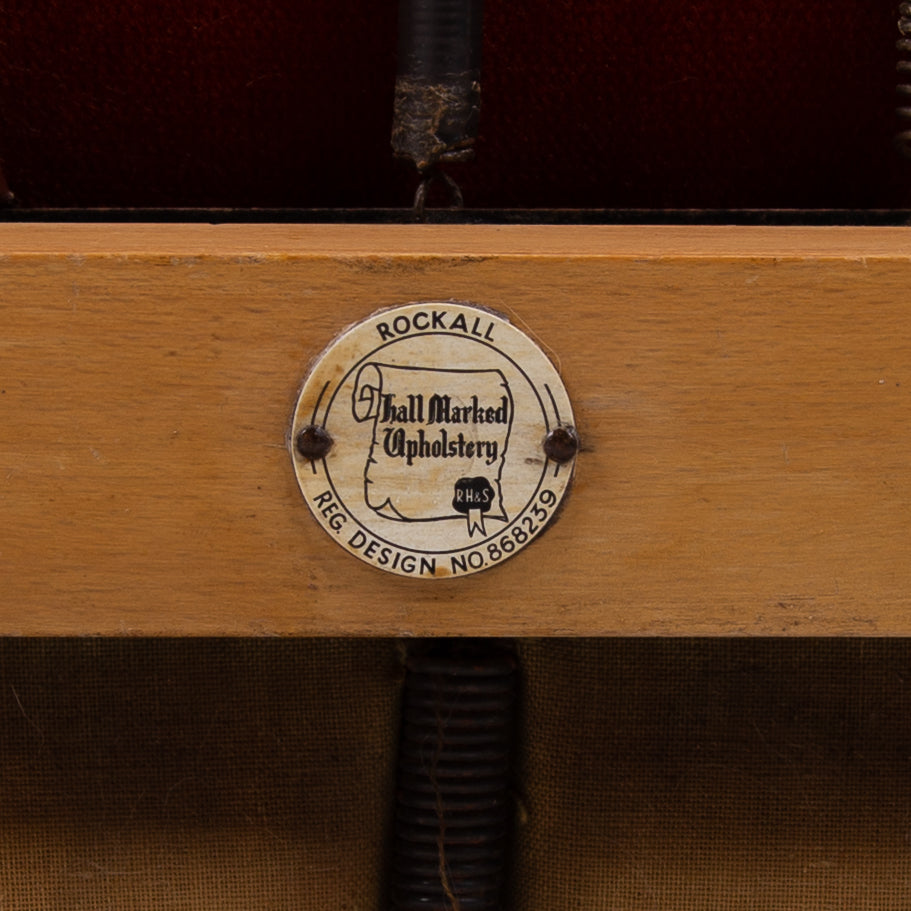 ROCKALL
hall Marked
Upholstery
RH&S
REG. DESIGN NO.868239